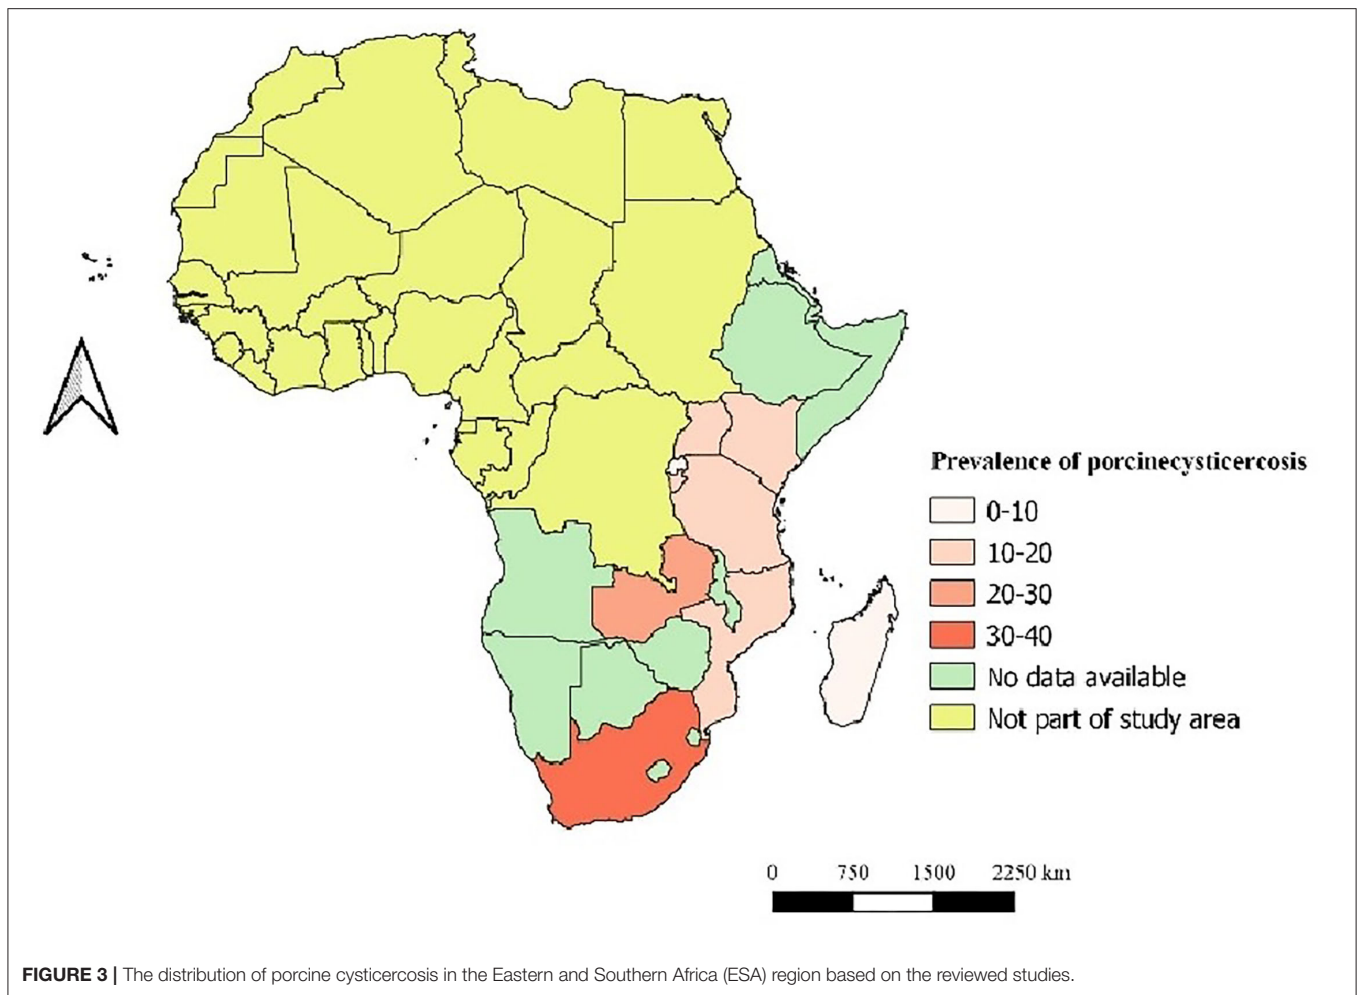 Prevalence of porcinecysticercosis
0-10
10-20
20-30
30-40
No data available
Not part of study area
0 750 1500 2250 km
FIGURE 3 | The distribution of porcine cysticercosis in the Eastern and Southern Africa (ESA) region based on the reviewed studies.